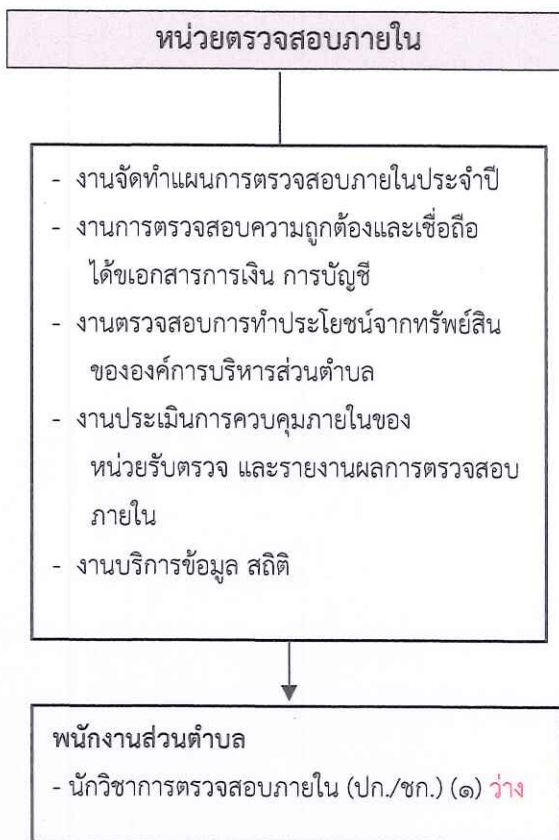 หน่วยตรวจสอบภายใน
- งานจัดทำแผนการตรวจสอบภายในประจำปี
- งานการตรวจสอบความถูกต้องและเชื่อถือ
ได้ขเอกสารการเงิน การบัญชี
- งานตรวจสอบการทำประโยชน์จากทรัพย์สิน
ขององค์การบริหารส่วนตำบล
- งานประเมินการควบคุมภายในของ
หน่วยรับตรวจ และรายงานผลการตรวจสอบ
ภายใน
- งานบริการข้อมูล สถิติ
พนักงานส่วนตำบล
- นักวิชาการตรวจสอบภายใน (ปก./ชก.) (๑) ว่าง